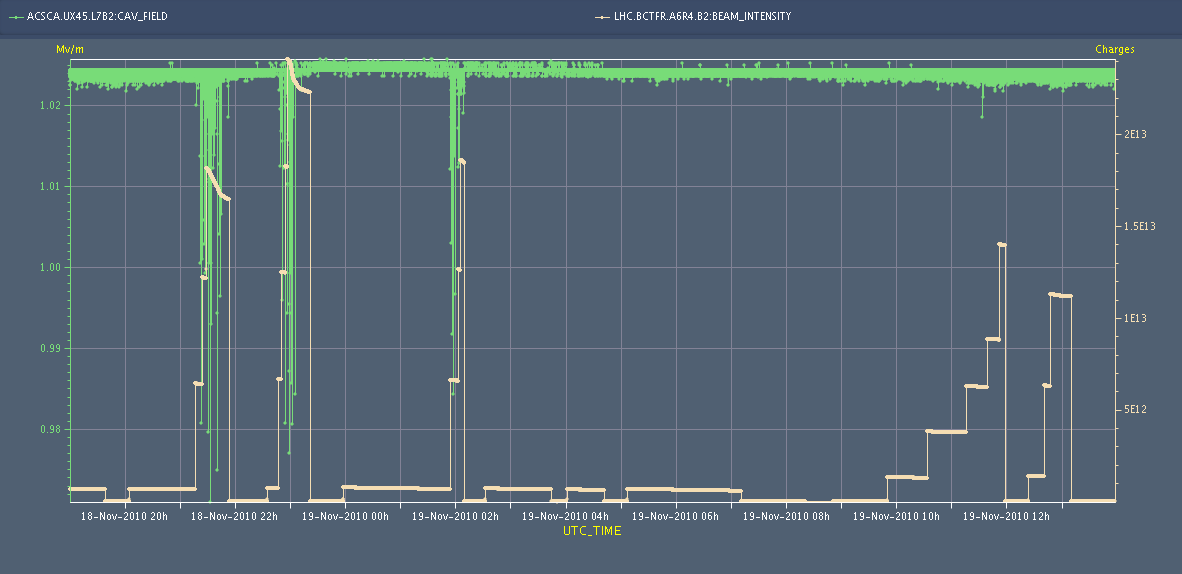 ACSCA.UX45.L7B2:CAV_FIELD LHC.BCTFR.A6R4.B2:BEAM_INTENSITY
Mv/m Charges
1.02
2E13
1.01
1.5E13
1.00
1E13
0.99
5E12
0.98
18-Nov-2010 20h 18-Nov-2010 22h 19-Nov-2010 00h 19-Nov-2010 02h 19-Nov-2010 04h 19-Nov-2010 06h 19-Nov-2010 08h 19-Nov-2010 10h 19-Nov-2010 12h
UTC_TIME